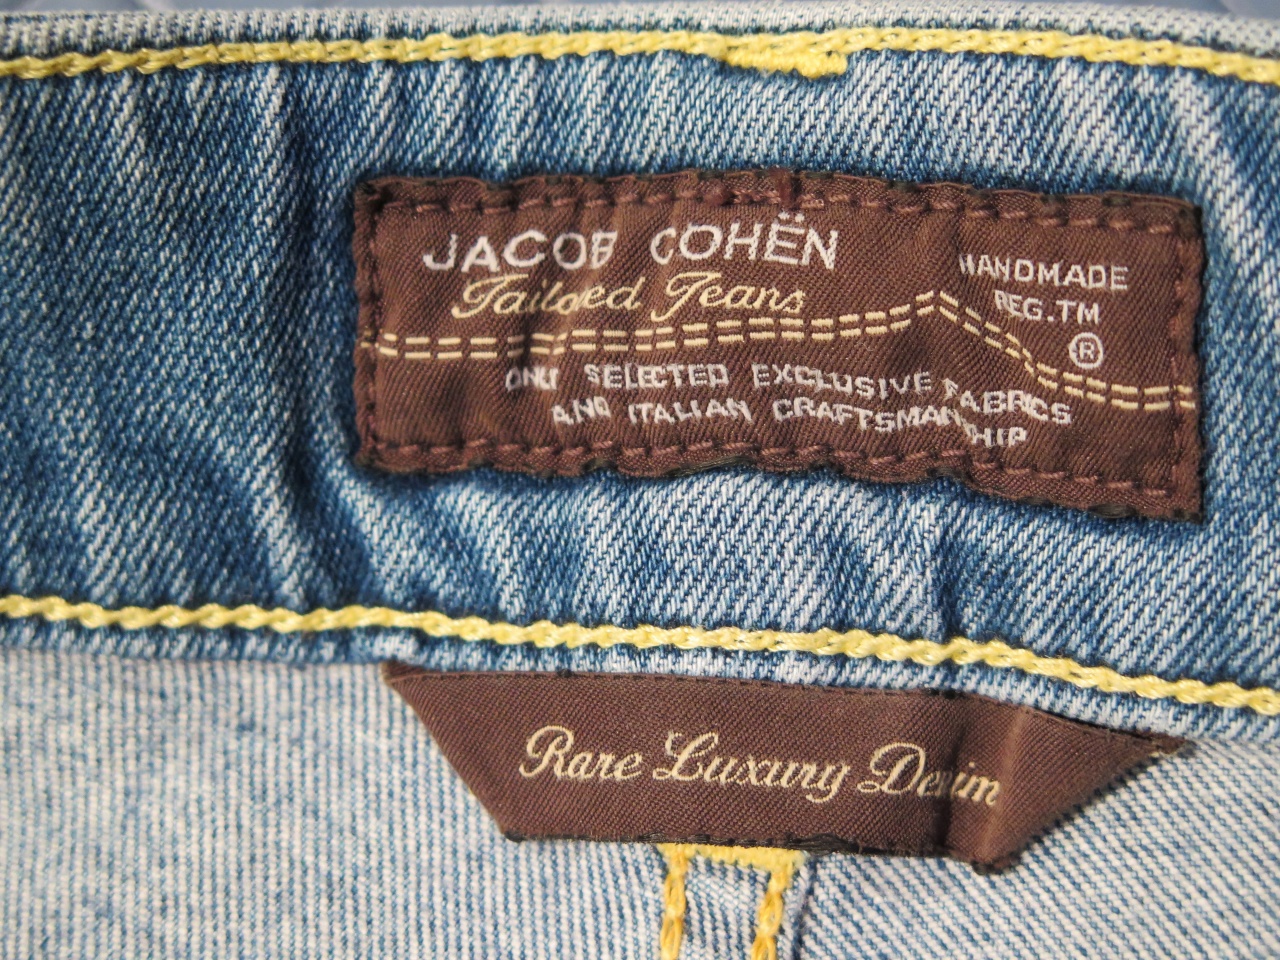 JACOB COHËN
Tailored Jeans
HANDMADE
REG.TM
®
ONLY SELECTED EXCLUSIVE FABRICS
AND ITALIAN CRAFTSMANSHIP
Rare Luxury Denim